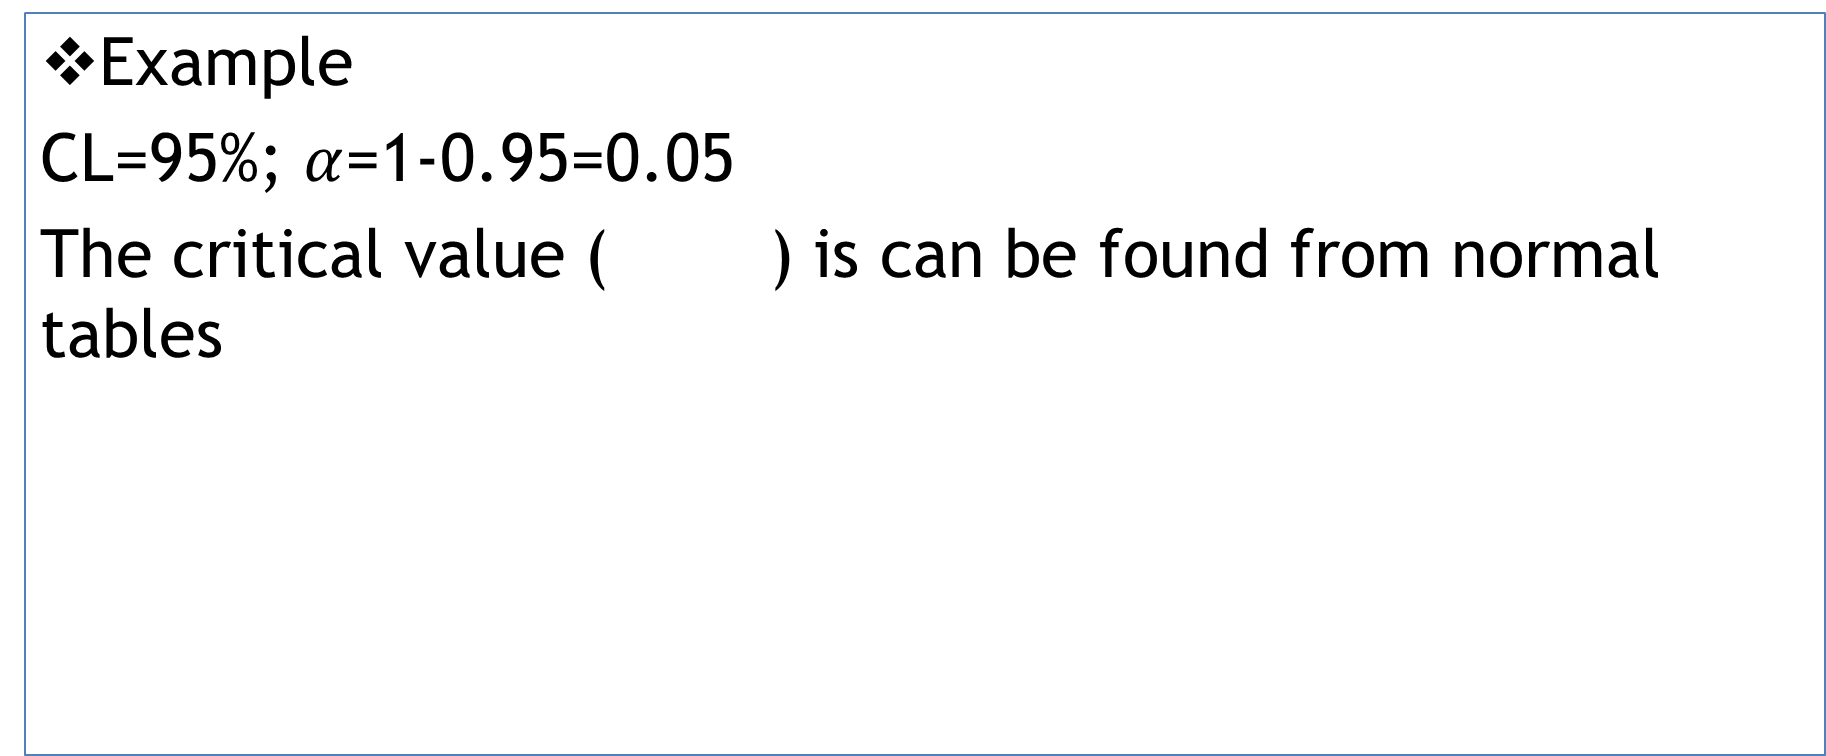 ❖Example
CL=95%; 𝛼=1-0.95=0.05
The critical value (        ) is can be found from normal
tables